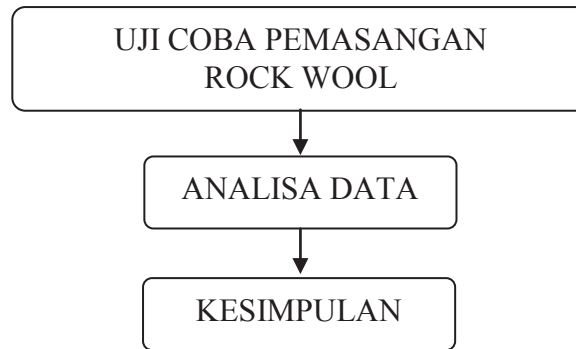 UJI COBA PEMASANGAN
ROCK WOOL
ANALISA DATA
KESIMPULAN